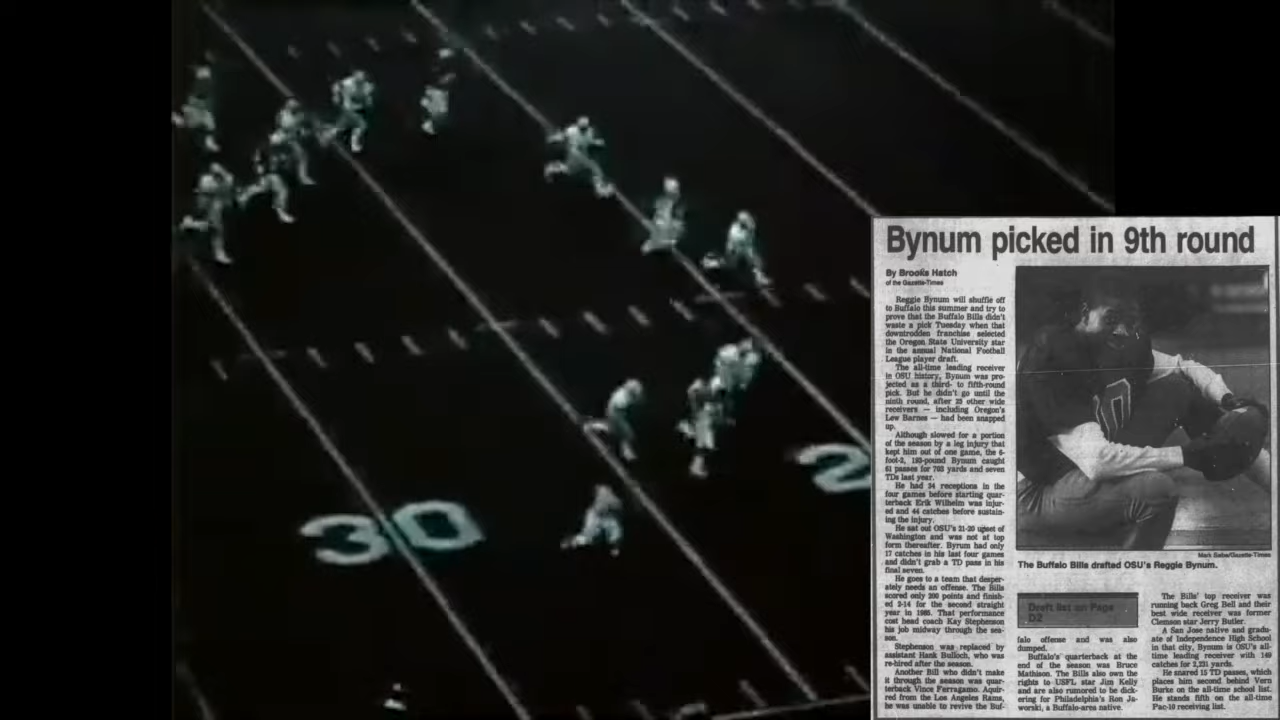 30
2
Bynum picked in 9th round
By Brooks Hatch
of the Gazette-Times
Reggie Bynum will shuffle off
to Buffalo this summer and try to
prove that the Buffalo Bills didn't
waste a pick Tuesday when that
downtrodden franchise selected
the Oregon State University star
in the annual National Football
League player draft.
The all-time leading receiver
in OSU history, Bynum was pro-
jected as a third- to fifth-round
pick. But he didn't go until the
ninth round, after 25 other wide
receivers — including Oregon's
Lew Barnes — had been snapped
up.
Although slowed for a portion
of the season by a leg injury that
kept him out of one game, the 6-
foot-2, 185-pound Bynum caught
61 passes for 703 yards and seven
TDs last year.
He had 34 receptions in the
four games before starting quar-
terback Erik Wilhelm was injur-
ed and 44 catches before sustain-
ing the injury.
He sat out OSU's 21-20 upset of
Washington and was not at top
form thereafter. Bynum had only
17 catches in his last four games
and didn't grab a TD pass in his
final seven.
He goes to a team that desper-
ately needs an offense. The Bills
scored only 200 points and finish-
ed 2-14 for the second straight
year in 1985. That performance
cost head coach Kay Stephenson
his job midway through the sea-
son.
Stephenson was replaced by
assistant Hank Bulloch, who was
re-hired after the season.
Another Bill who didn't make
it through the season was quar-
terback Vince Ferragamo. Aquir-
red from the Los Angeles Rams,
he was unable to revive the Buf-
Mark Gabe/Gazette-Times
The Buffalo Bills drafted OSU's Reggie Bynum.
Draft list on Page
D2
falo offense and was also
dumped.
Buffalo's quarterback at the
end of the season was Bruce
Mathison. The Bills also own the
rights to USFL star Jim Kelly
and are also rumored to be dick-
ering for Philadelphia's Ron Ja-
worski, a Buffalo-area native.
The Bills' top receiver was
running back Greg Bell and their
best wide receiver was former
Clemson star Jerry Butler.
A San Jose native and gradu-
ate of Independence High School
in that city, Bynum is OSU's all-
time leading receiver with 140
catches for 2,231 yards.
He snared 15 TD passes, which
places him second behind Vern
Burke on the all-time school list.
He stands fifth on the all-time
Pac-10 receiving list.